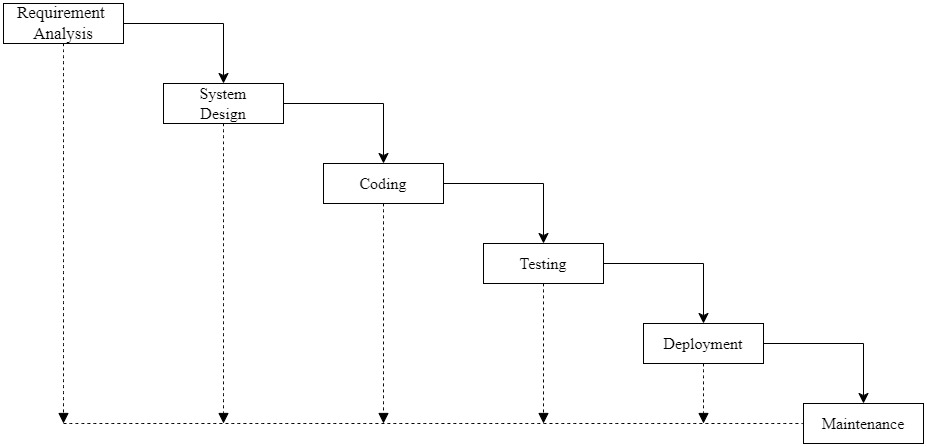 Requirement
Analysis
System
Design
Coding
Testing
Deployment
Maintenance